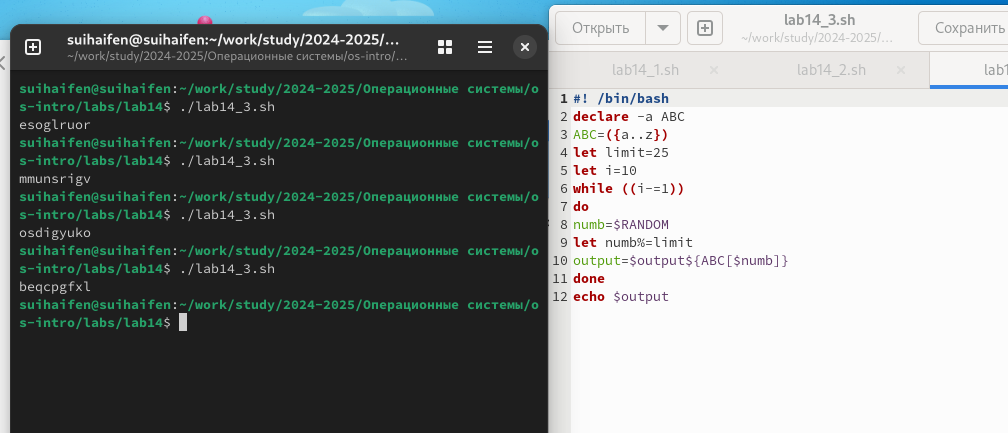 suihaifen@suihaifen:~/work/study/2024-2025/...
~/work/study/2024-2025/Операционные системы/os-intro/...
suihaifen@suihaifen:~/work/study/2024-2025/Операционные системы/o
s-intro/labs/lab14$ ./lab14_3.sh
esoglruor
suihaifen@suihaifen:~/work/study/2024-2025/Операционные системы/o
s-intro/labs/lab14$ ./lab14_3.sh
mmunsrigv
suihaifen@suihaifen:~/work/study/2024-2025/Операционные системы/o
s-intro/labs/lab14$ ./lab14_3.sh
osdigyuko
suihaifen@suihaifen:~/work/study/2024-2025/Операционные системы/o
s-intro/labs/lab14$ ./lab14_3.sh
beqcpgfxl
suihaifen@suihaifen:~/work/study/2024-2025/Операционные системы/o
s-intro/labs/lab14$
Открыть
lab14_3.sh
~/work/study/2024-2025/...
Сохранить
lab14_1.sh
lab14_2.sh
lab1
1 #! /bin/bash
2 declare -a ABC
3 ABC=({a..z})
4 let limit=25
5 let i=10
6 while ((i-=1))
7 do
8 numb=$RANDOM
9 let numb%=limit
10 output=$output${ABC[$numb]}
11 done
12 echo $output